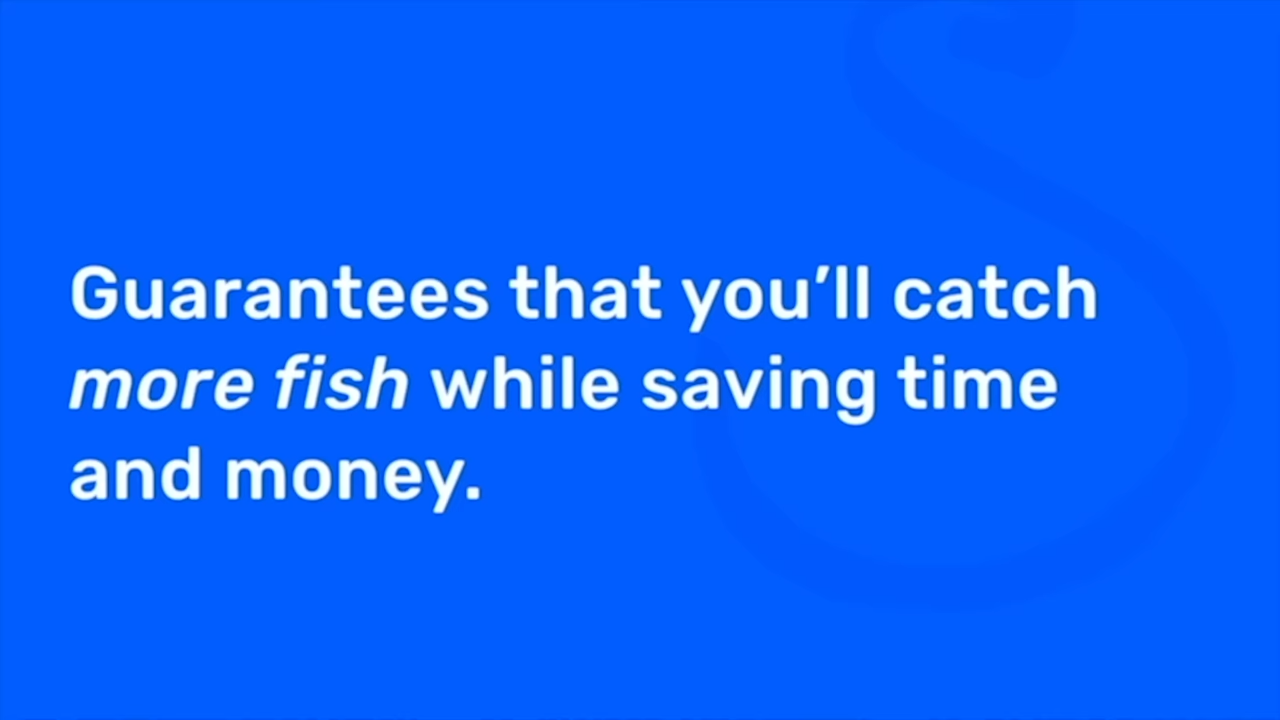 Guarantees that you’ll catch
more fish while saving time
and money.